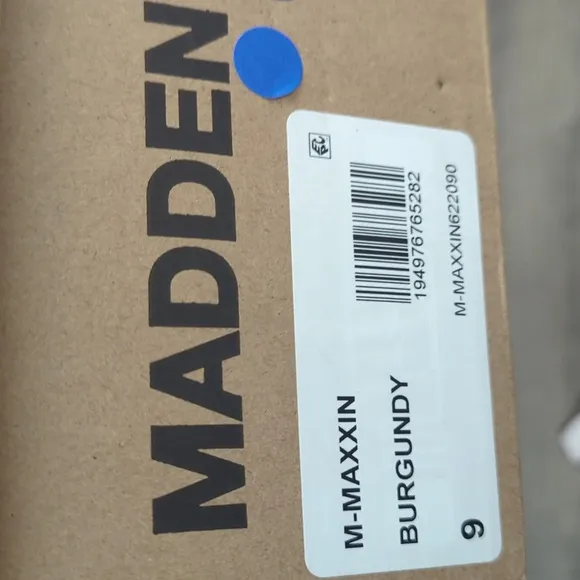 MADDEN
M-MAXXIN
BURGUNDY
9
194976765282
M-MAXXIN622090